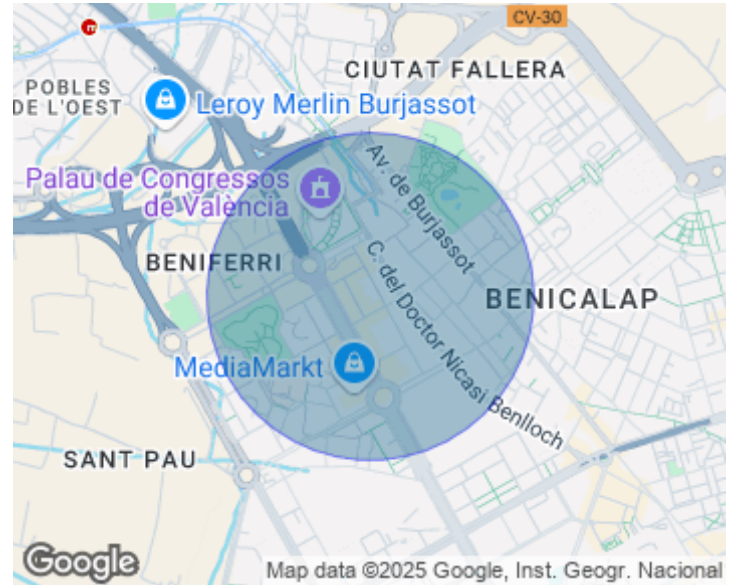 CV-30
CIUTAT FALLERA
POBLES
DE L'OEST
Leroy Merlin Burjassot
Palau de Congressos
de València
Av. de Burjassot
BENIFERRI
C. del Doctor Nicasi Benlloch
BENICALAP
MediaMarkt
SANT PAU
Google
Map data ©2025 Google, Inst. Geogr. Nacional